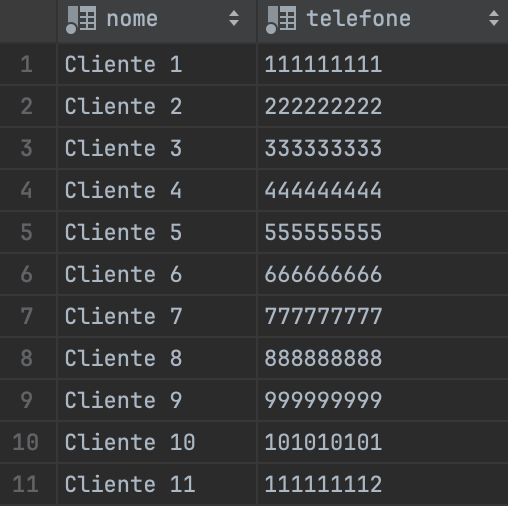 nome telefone
1 Cliente 1 111111111
2 Cliente 2 222222222
3 Cliente 3 333333333
4 Cliente 4 444444444
5 Cliente 5 555555555
6 Cliente 6 666666666
7 Cliente 7 777777777
8 Cliente 8 888888888
9 Cliente 9 999999999
10 Cliente 10 101010101
11 Cliente 11 111111112